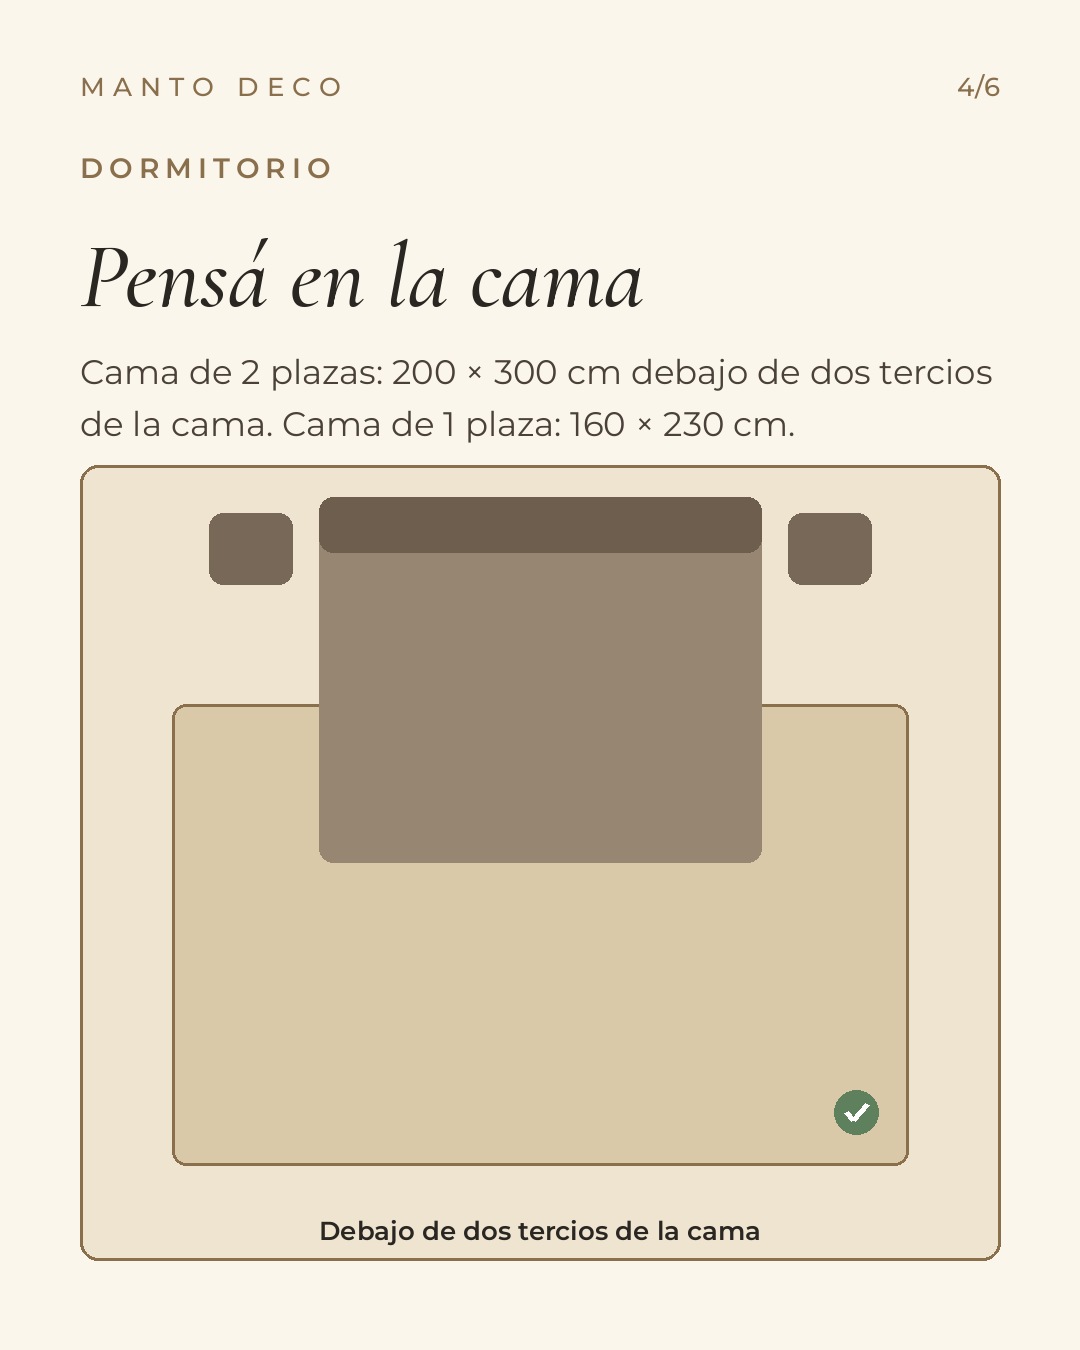 MANTO DECO
4/6
DORMITORIO
Pensá en la cama
Cama de 2 plazas: 200 × 300 cm debajo de dos tercios
de la cama. Cama de 1 plaza: 160 × 230 cm.
Debajo de dos tercios de la cama